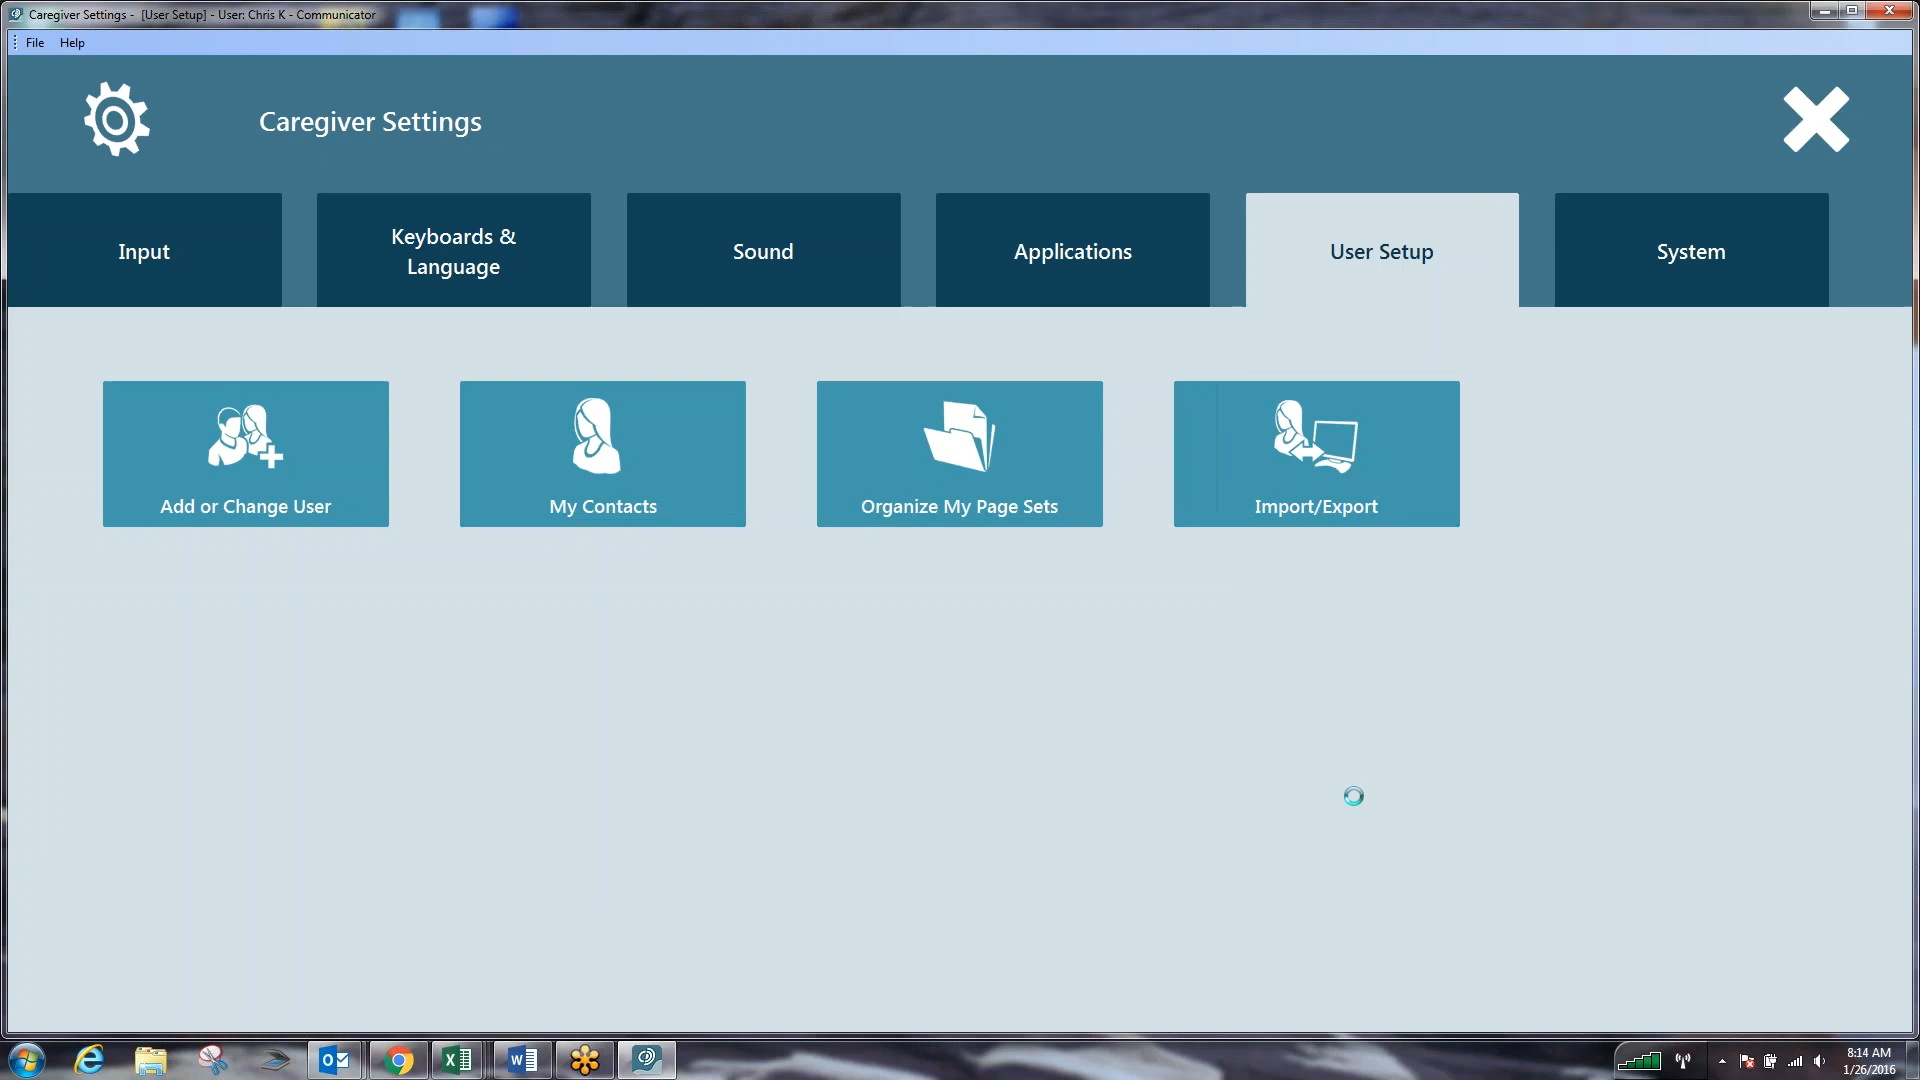 Caregiver Settings - [User Setup] - User: Chris K - Communicator
File Help
Caregiver Settings
Input
Keyboards &
Language
Sound
Applications
User Setup
System
Add or Change User
My Contacts
Organize My Page Sets
Import/Export
8:14 AM
1/26/2016